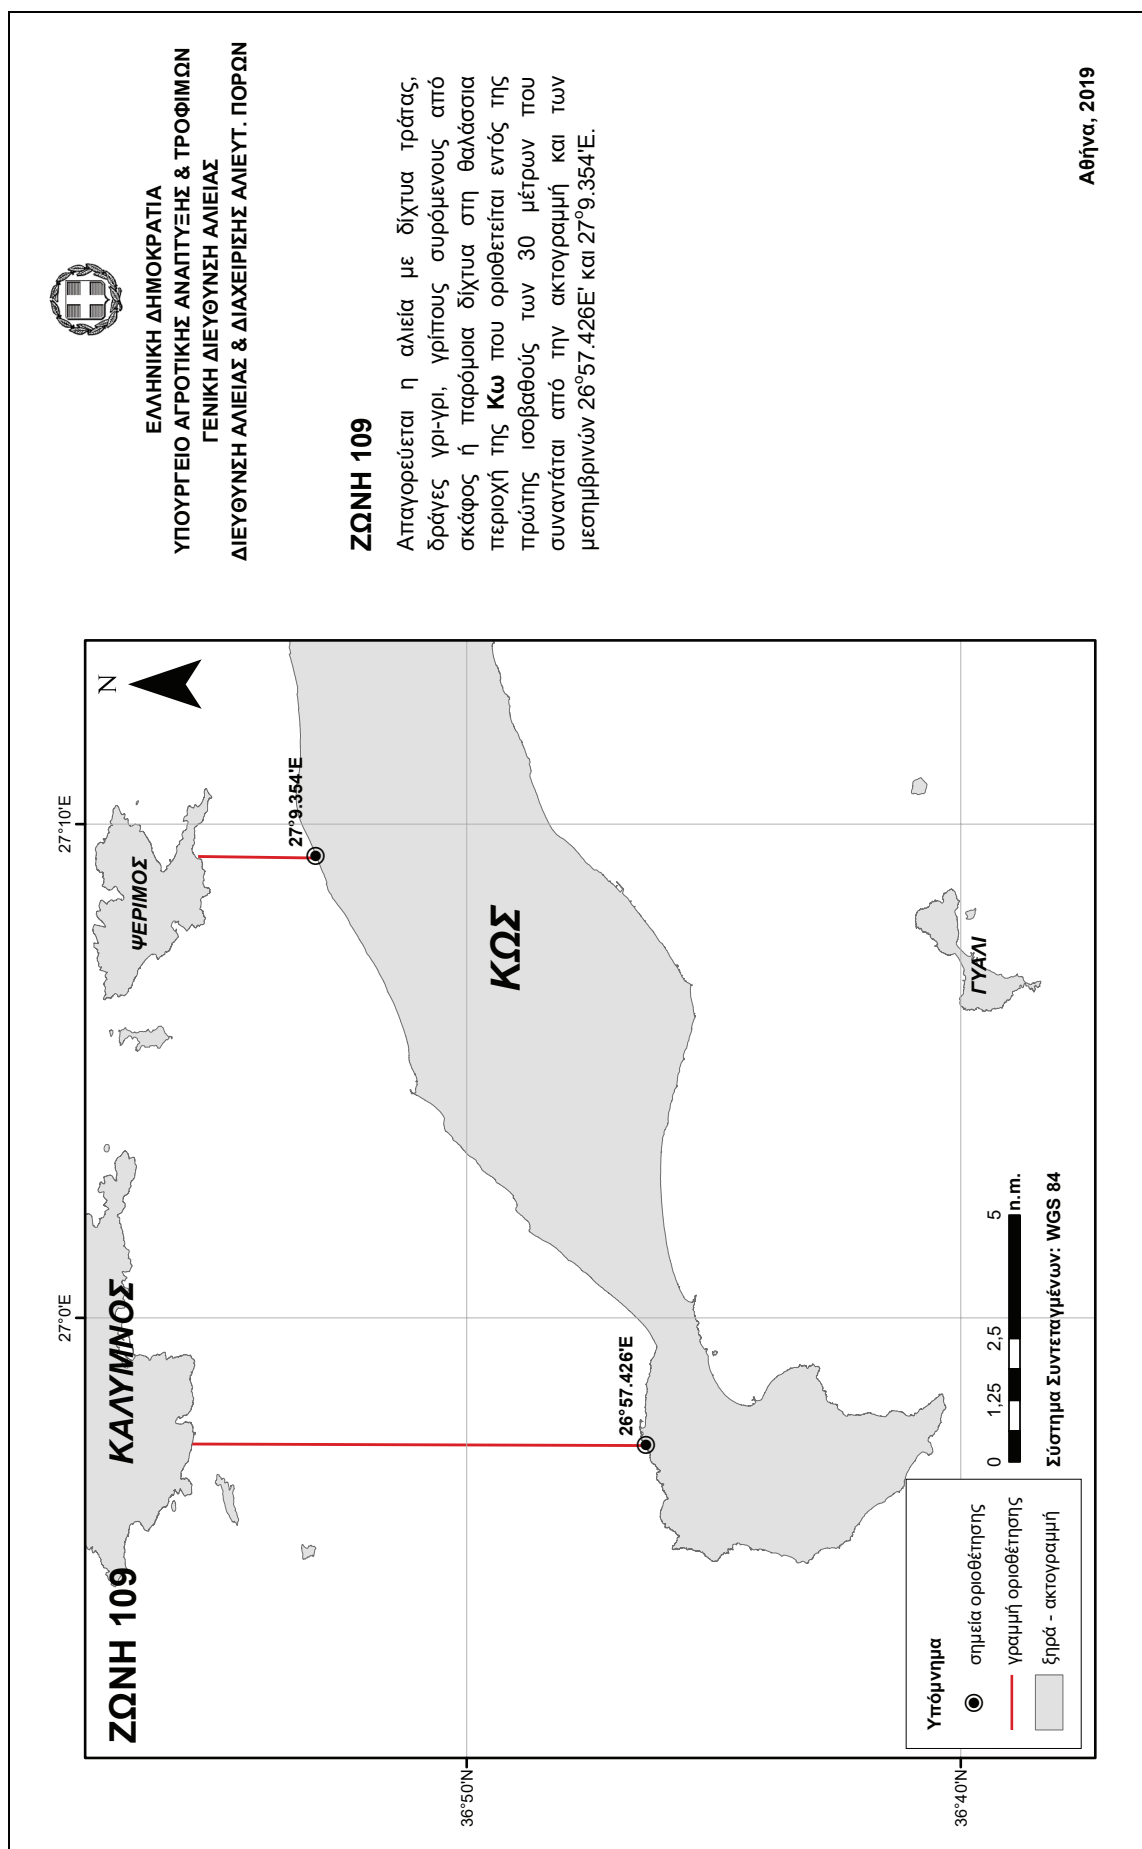 ΕΛΛΗΝΙΚΗ ΔΗΜΟΚΡΑΤΙΑ
ΥΠΟΥΡΓΕΙΟ ΑΓΡΟΤΙΚΗΣ ΑΝΑΠΤΥΞΗΣ & ΤΡΟΦΙΜΩΝ
ΓΕΝΙΚΗ ΔΙΕΥΘΥΝΣΗ ΑΛΙΕΙΑΣ
ΔΙΕΥΘΥΝΣΗ ΑΛΙΕΙΑΣ & ΔΙΑΧΕΙΡΙΣΗΣ ΑΛΙΕΥΤ. ΠΟΡΩΝ
ΖΩΝΗ 109
Απαγορεύεται η αλιεία με δίχτυα τράτας,
δράγες γρι-γρι, γρίπους συρόμενους από
σκάφος ή παρόμοια δίχτυα στη θαλάσσια
περιοχή της Κω που οριοθετείται εντός της
πρώτης ισοβαθούς των 30 μέτρων που
συναντάται από την ακτογραμμή και των
μεσημβρινών 26°57.426Ε' και 27°9.354'Ε.
Αθήνα, 2019
ΖΩΝΗ 109
27°0'E
27°10'E
36°50'N
36°40'N
N
ΚΑΛΥΜΝΟΣ
ΨΕΡΙΜΟΣ
27°9.354'E
ΚΩΣ
26°57.426'E
ΓΥΑΛΙ
Υπόμνημα
σημεία οριοθέτησης
γραμμή οριοθέτησης
ξηρά - ακτογραμμή
0 1,25 2,5 5
n.m.
Σύστημα Συντεταγμένων: WGS 84